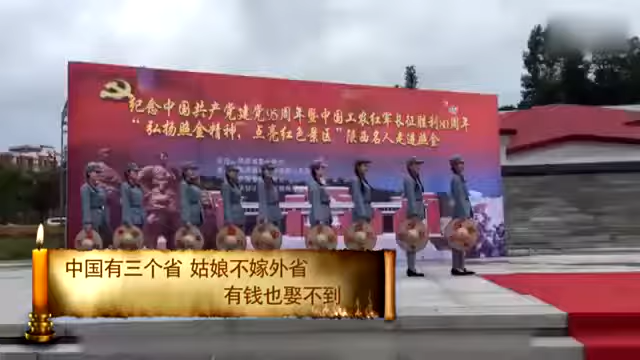 纪念中国共产党建党95周年暨中国工农红军长征胜利80周年
“弘扬照金精神，点亮红色景区”陕西名人走进照金
中国有三个省 姑娘不嫁外省
有钱也娶不到